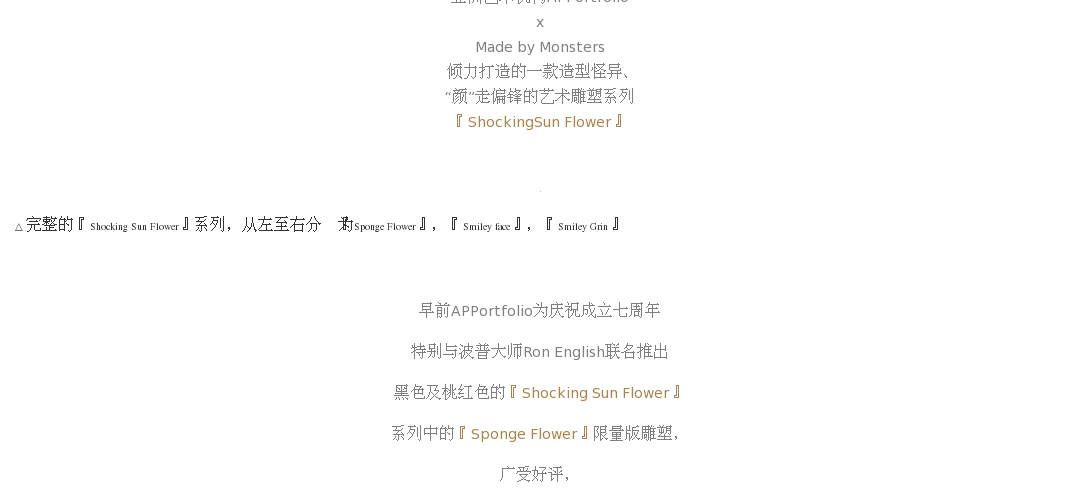 APPortfolio
x
Made by Monsters
倾力打造的一款造型怪异、
“颜”走偏锋的艺术雕塑系列
『 ShockingSun Flower 』
△ 完整的『 Shocking Sun Flower 』系列，从左至右分 为『 Sponge Flower 』，『 Smiley face 』，『 Smiley Grin 』
早前APPortfolio为庆祝成立七周年
特别与波普大师Ron English联名推出
黑色及桃红色的『 Shocking Sun Flower 』
系列中的『 Sponge Flower 』限量版雕塑，
广受好评，